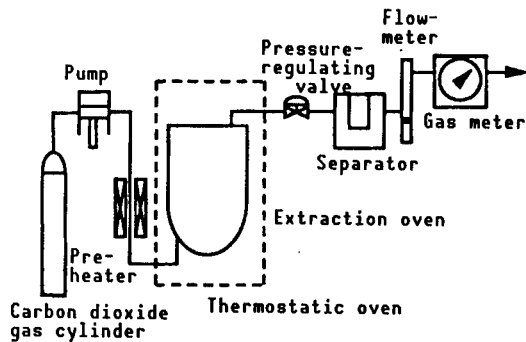 Flow-
meter
Pressure-
regulating
valve
Pump
Gas meter
Separator
Extraction oven
Pre-
heater
Thermostatic oven
Carbon dioxide
gas cylinder